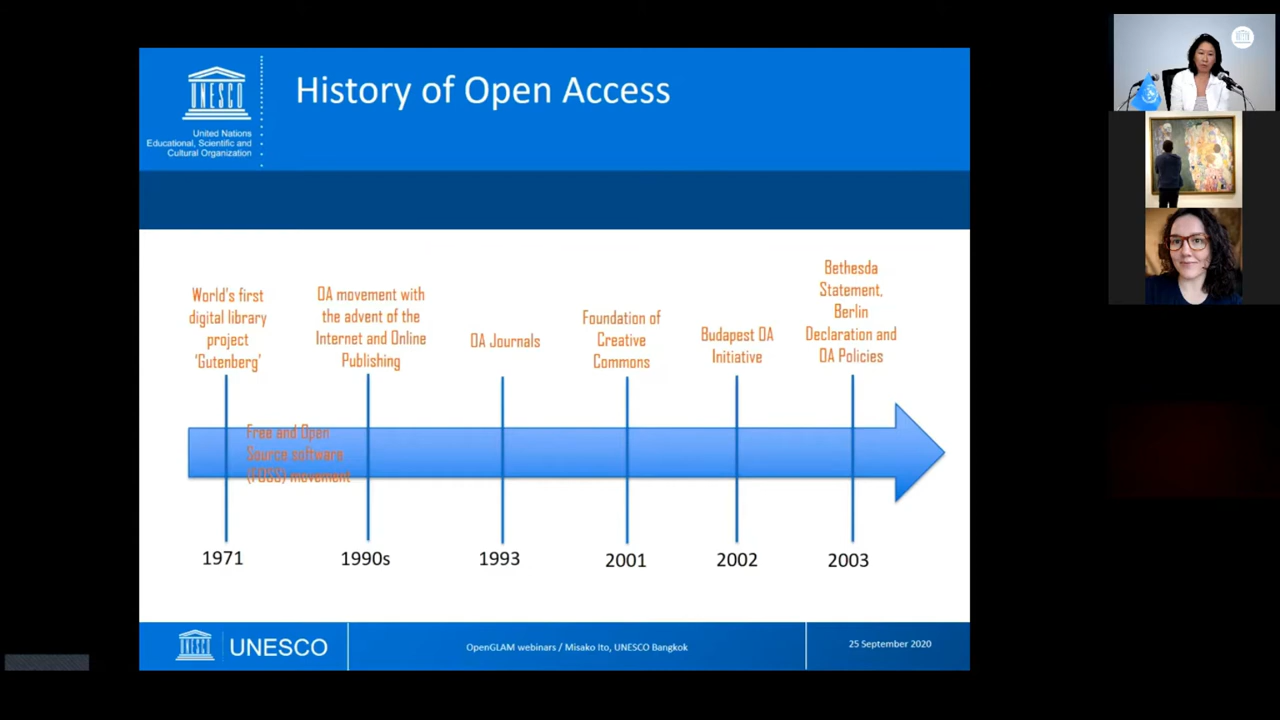 UNESCO
United Nations
Educational, Scientific and
Cultural Organization
History of Open Access
World's first
digital library
project
'Gutenberg'
OA movement with
the advent of the
Internet and Online
Publishing
OA Journals
Foundation of
Creative
Commons
Budapest OA
Initiative
Bethesda
Statement,
Berlin
Declaration and
OA Policies
Free and Open
Source software
(FOSS) movement
1971
1990s
1993
2001
2002
2003
UNESCO
OpenGLAM webinars / Misako Ito, UNESCO Bangkok
25 September 2020